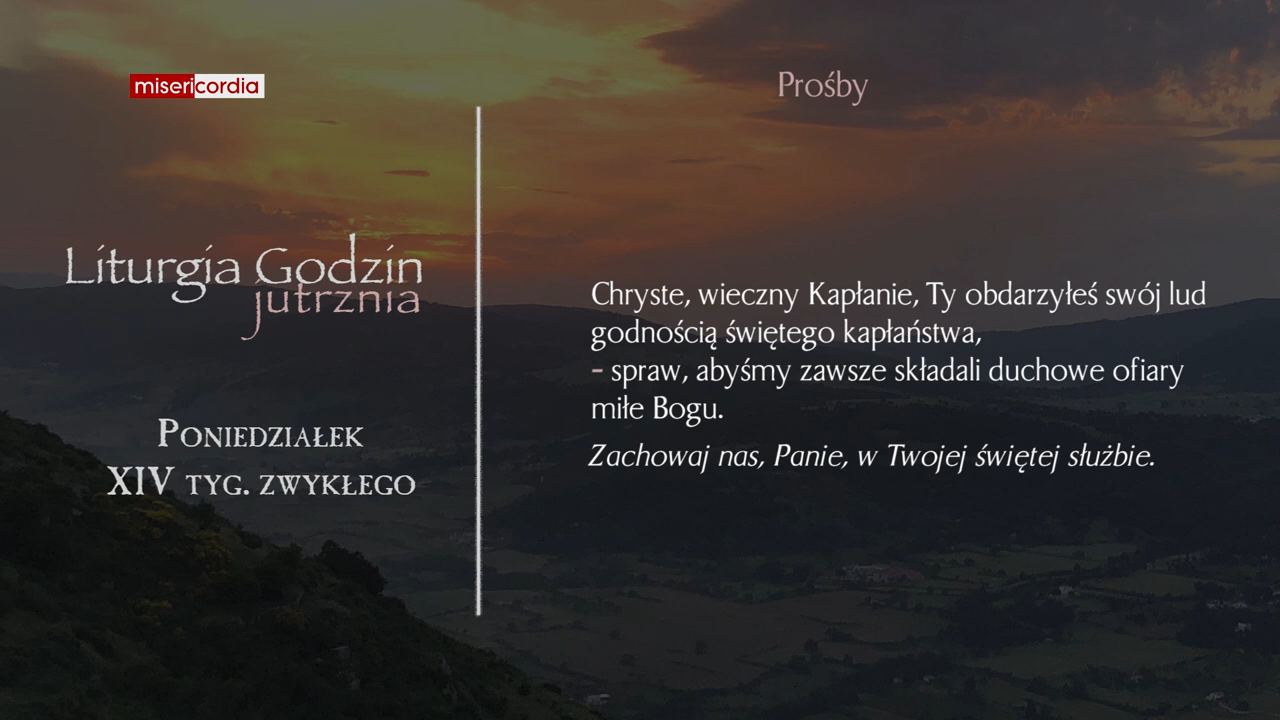 misericordia
Liturgia Godzin
jutrznia
Poniedziałek
XIV tyg. zwykłego
Prośby
Chryste, wieczny Kapłanie, Ty obdarzyłeś swój lud
godnością świętego kapłaństwa,
- spraw, abyśmy zawsze składali duchowe ofiary
miłe Bogu.
Zachowaj nas, Panie, w Twojej świętej służbie.